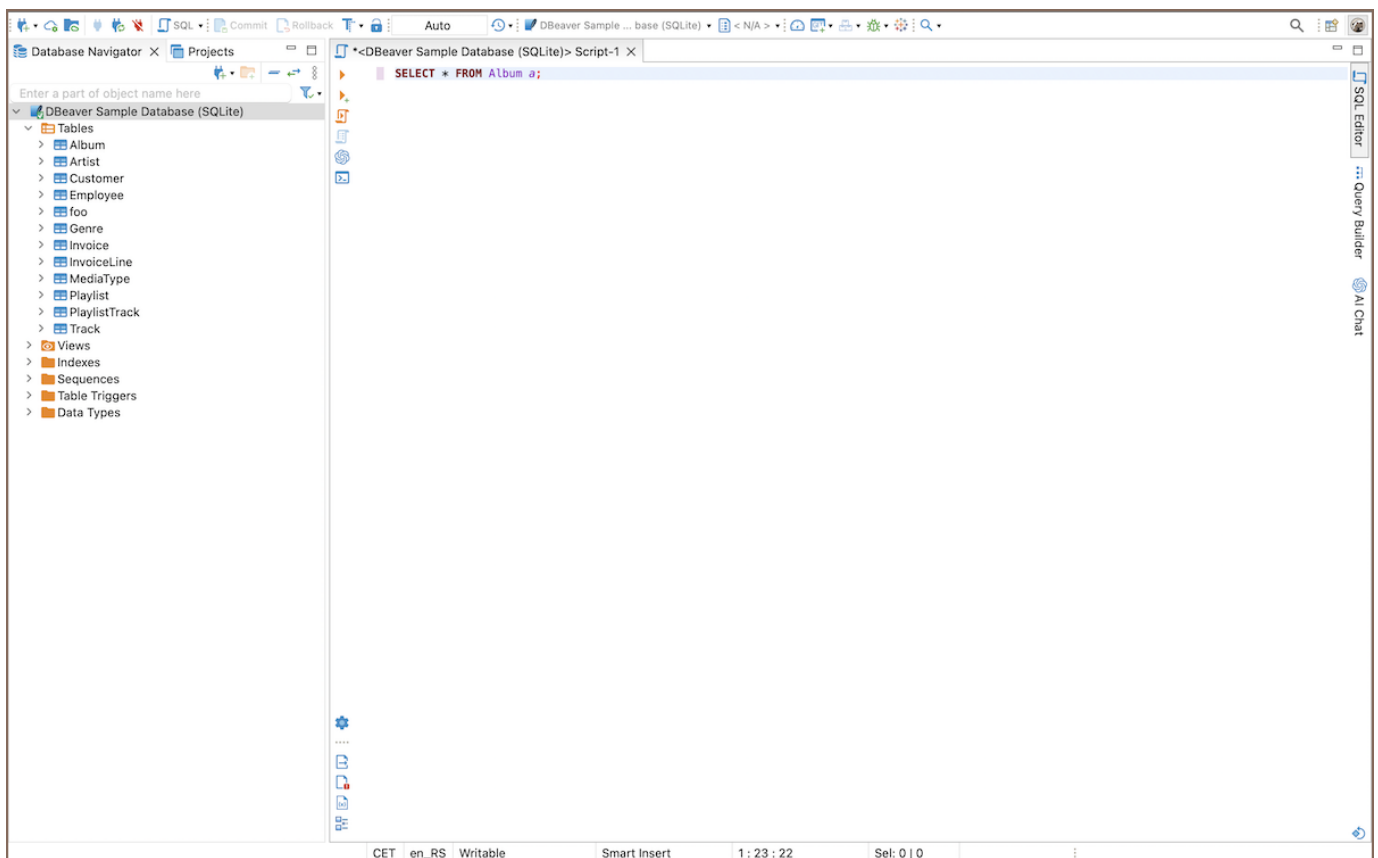 SQL Commit Rollback T Auto DBeaver Sample ... base (SQLite) < N/A >
Database Navigator Projects
*<DBeaver Sample Database (SQLite)> Script-1
Enter a part of object name here
DBeaver Sample Database (SQLite)
Tables
Album
Artist
Customer
Employee
foo
Genre
Invoice
InvoiceLine
MediaType
Playlist
PlaylistTrack
Track
Views
Indexes
Sequences
Table Triggers
Data Types
SELECT * FROM Album a;
SQL Editor
Query Builder
AI Chat
CET en_RS Writable Smart Insert 1 : 23 : 22 Sel: 0 | 0